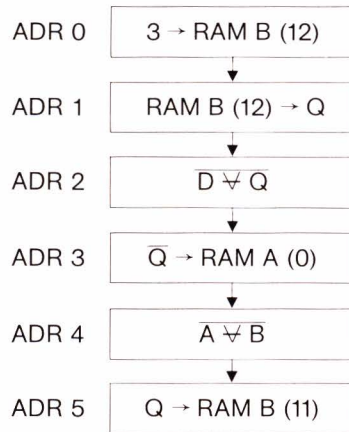 ADR 0 3 → RAM B (12)
ADR 1 RAM B (12) → Q
ADR 2 D̅ ̅⊻̅ ̅Q̅
ADR 3 Q̅ → RAM A (0)
ADR 4 A̅ ̅⊻̅ ̅B̅
ADR 5 Q → RAM B (11)